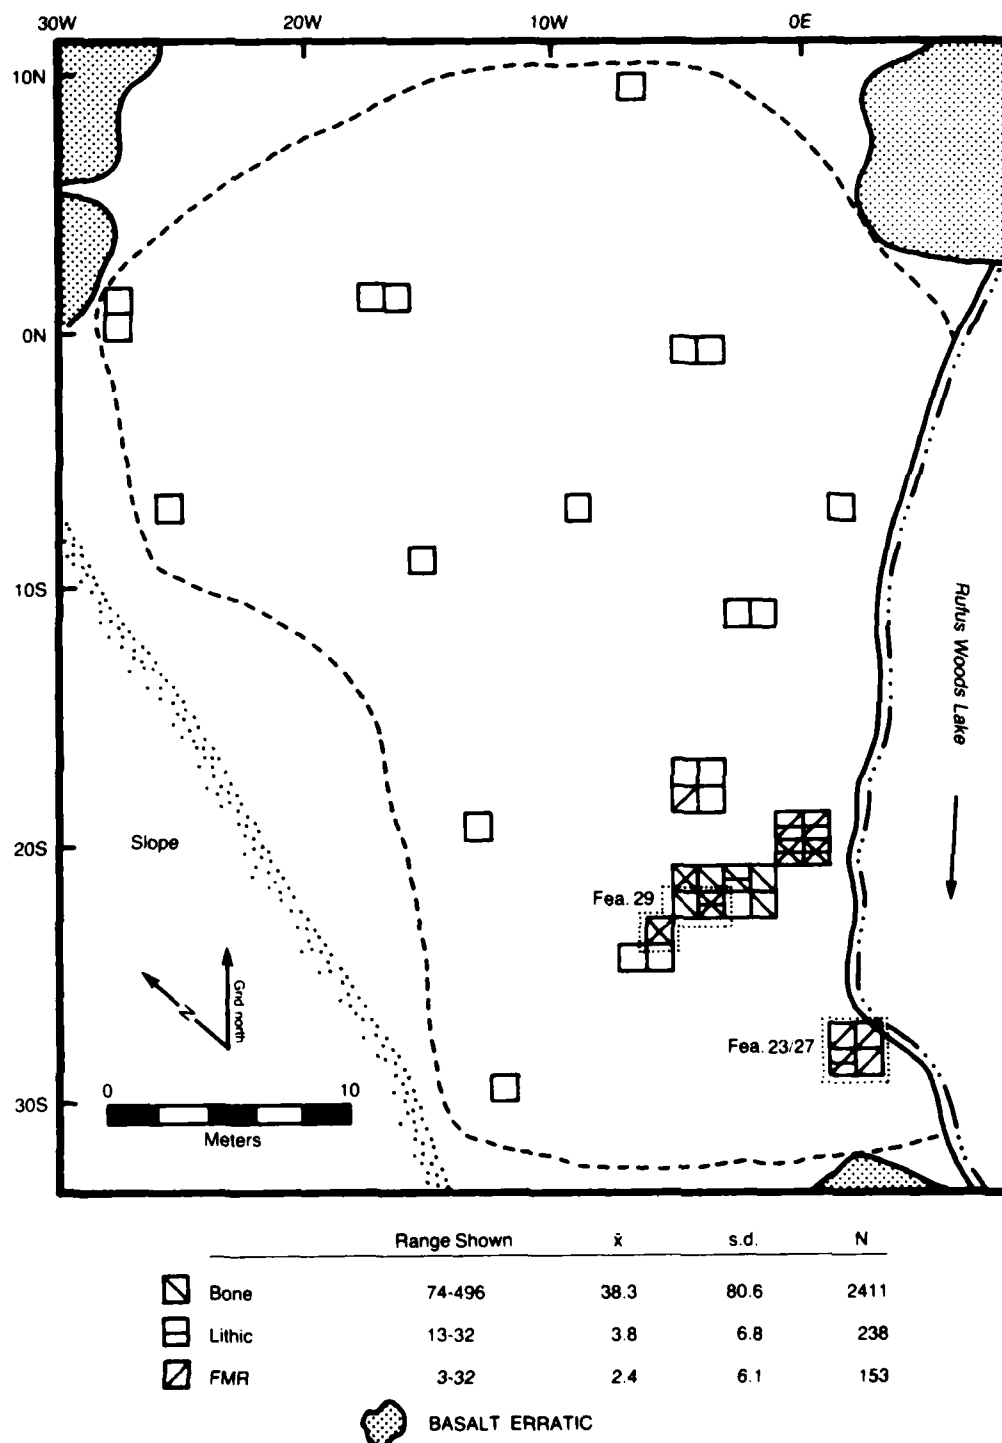 30W 20W 10W 0E
10N
0N
10S
20S
30S
Rufus Woods Lake
Slope
Fea. 29
Fea. 23/27
N
Grid north
0 10
Meters
Range Shown x̄ s.d. N
Bone 74-496 38.3 80.6 2411
Lithic 13-32 3.8 6.8 238
FMR 3-32 2.4 6.1 153
BASALT ERRATIC